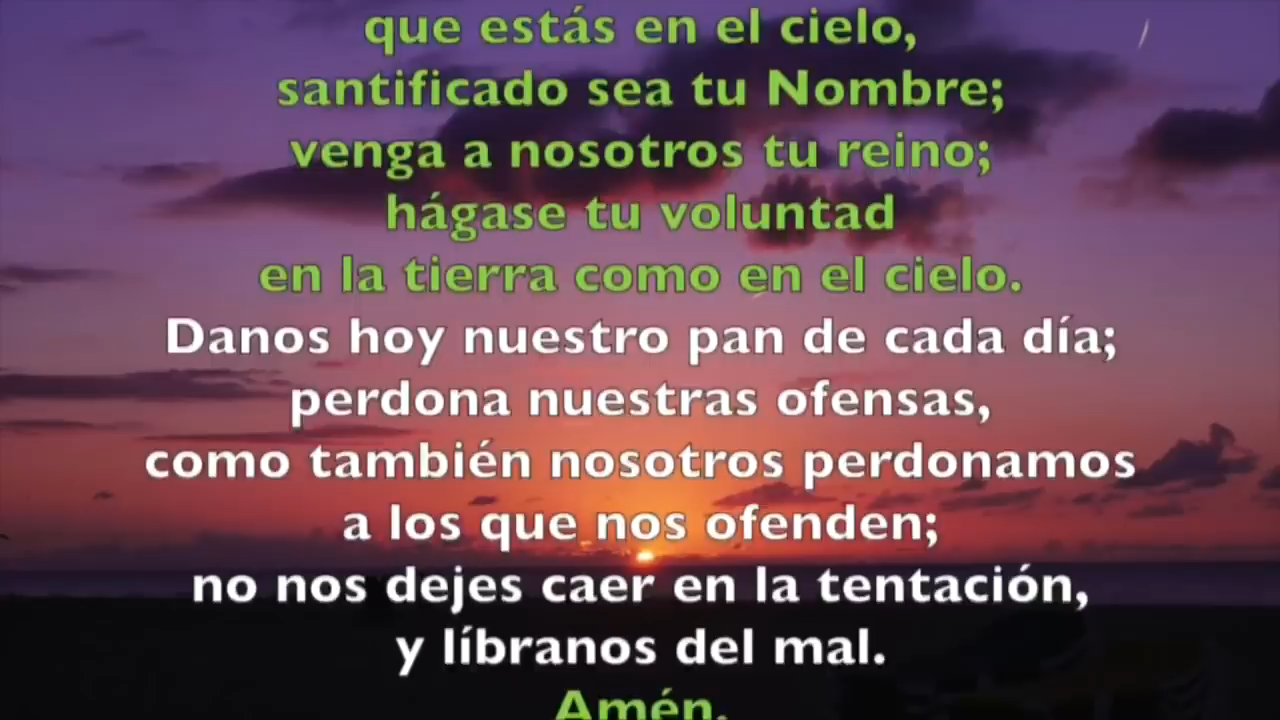 que estás en el cielo,
santificado sea tu Nombre;
venga a nosotros tu reino;
hágase tu voluntad
en la tierra como en el cielo.
Danos hoy nuestro pan de cada día;
perdona nuestras ofensas,
como también nosotros perdonamos
a los que nos ofenden;
no nos dejes caer en la tentación,
y líbranos del mal.
Amén.